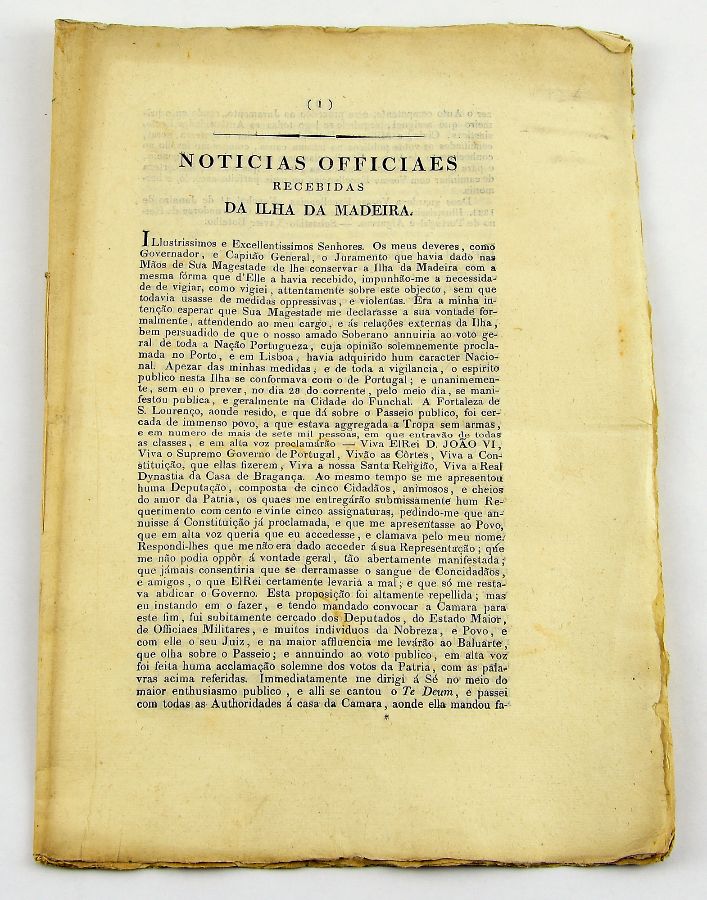 ( 1 )
NOTICIAS OFFICIAES
RECEBIDAS
DA ILHA DA MADEIRA.
ILlustrissimos e Excellentissimos Senhores. Os meus deveres, como
Governador, e Capitão General, o Juramento que havia dado nas
Mãos de Sua Magestade de lhe conservar a Ilha da Madeira com a
mesma fórma que d'Elle a havia recebido, impunhão-me a necessida-
de de vigiar, como vigiei, attentamente sobre este objecto, sem que
todavia usasse de medidas oppressivas, e violentas. Era a minha in-
tenção esperar que Sua Magestade me declarasse a sua vontade for-
malmente, attendendo ao meu cargo, e ás relações externas da Ilha,
bem persuadido de que o nosso amado Soberano annuiria ao voto ge-
ral de toda a Nação Portugueza, cuja opinião solemnemente procla-
mada no Porto, e em Lisboa, havia adquirido hum caracter Nacio-
nal. Apezar das minhas medidas, e de toda a vigilancia, o espirito
publico nesta Ilha se conformava com o de Portugal; e unanimemen-
te, sem eu o prever, no dia 28 do corrente, pelo meio dia, se mani-
festou publica, e geralmente na Cidade do Funchal. A Fortaleza de
S. Lourenço, aonde resido, e que dá sobre o Passeio publico, foi cer-
cada de immenso povo, a que estava aggregada a Tropa sem armas,
e em numero de mais de sete mil pessoas, em que entravão de todas
as classes, e em alta voz proclamárão — Viva ElRei D. JOÃO VI,
Viva o Supremo Governo de Portugal, Vivão as Côrtes, Viva a Con-
stituição, que ellas fizerem, Viva a nossa Santa Religião, Viva a Real
Dynastia da Casa de Bragança. Ao mesmo tempo se me apresentou
huma Deputação, composta de cinco Cidadãos, animosos, e cheios
do amor da Patria, os quaes me entregárão submissamente hum Re-
querimento com cento e vinte cinco assignaturas, pedindo-me que an-
nuisse á Constituição já proclamada, e que me apresentasse ao Povo,
que em alta voz queria que eu accedesse, e clamava pelo meu nome.
Respondi-lhes que me não era dado acceder á sua Representação; que
me não podia oppôr á vontade geral, tão abertamente manifestada;
que jámais consentiria que se derramasse o sangue de Concidadãos,
e amigos, o que ElRei certamente levaria a mal; e que só me resta-
va abdicar o Governo. Esta proposição foi altamente repellida; mas
eu instando em o fazer, e tendo mandado convocar a Camara para
este fim, fui subitamente cercado dos Deputados, do Estado Maior,
de Officiaes Militares, e muitos individuos da Nobreza, e Povo, e
com elle o seu Juiz, e na maior affluencia me levárão ao Baluarte,
que olha sobre o Passeio; e annuindo ao voto publico, em alta voz
foi feita huma acclamação solemne dos votos da Patria, com as pala-
vras acima referidas. Immediatamente me dirigi á Sé no meio do
maior enthusiasmo publico, e alli se cantou o Te Deum, e passei
com todas as Authoridades á casa da Camara, aonde ella mandou fa-
*